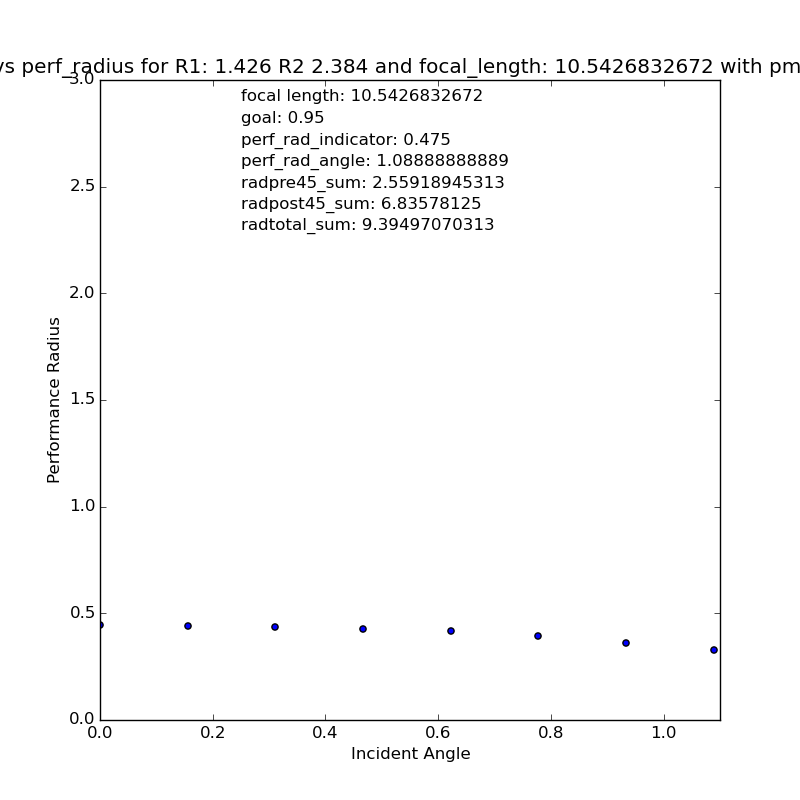 vs perf_radius for R1: 1.426 R2 2.384 and focal_length: 10.5426832672 with pm
focal length: 10.5426832672
goal: 0.95
perf_rad_indicator: 0.475
perf_rad_angle: 1.08888888889
radpre45_sum: 2.55918945313
radpost45_sum: 6.83578125
radtotal_sum: 9.39497070313
3.0
2.5
2.0
1.5
1.0
0.5
0.0
Performance Radius
0.0 0.2 0.4 0.6 0.8 1.0
Incident Angle